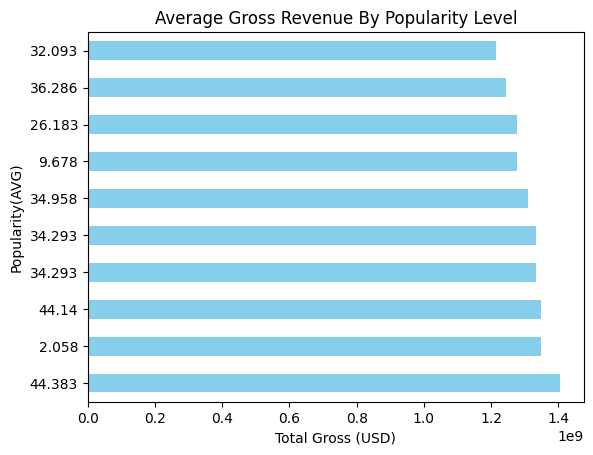 Average Gross Revenue By Popularity Level
32.093
36.286
26.183
9.678
34.958
34.293
34.293
44.14
2.058
44.383
Popularity(AVG)
0.0 0.2 0.4 0.6 0.8 1.0 1.2 1.4
1e9
Total Gross (USD)